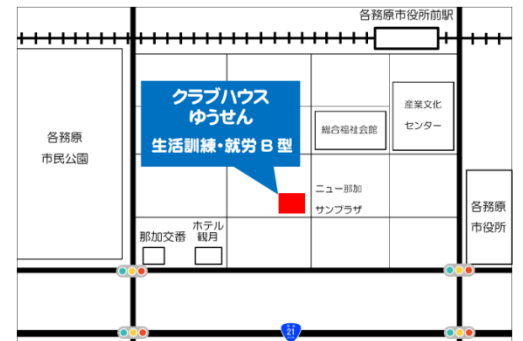 各務原市役所前駅
クラブハウス
ゆうせん
生活訓練・就労B型
産業文化
センター
総合福祉会館
各務原
市民公園
ニュー那加
サンプラザ
各務原
市役所
ホテル
観月
那加交番
21